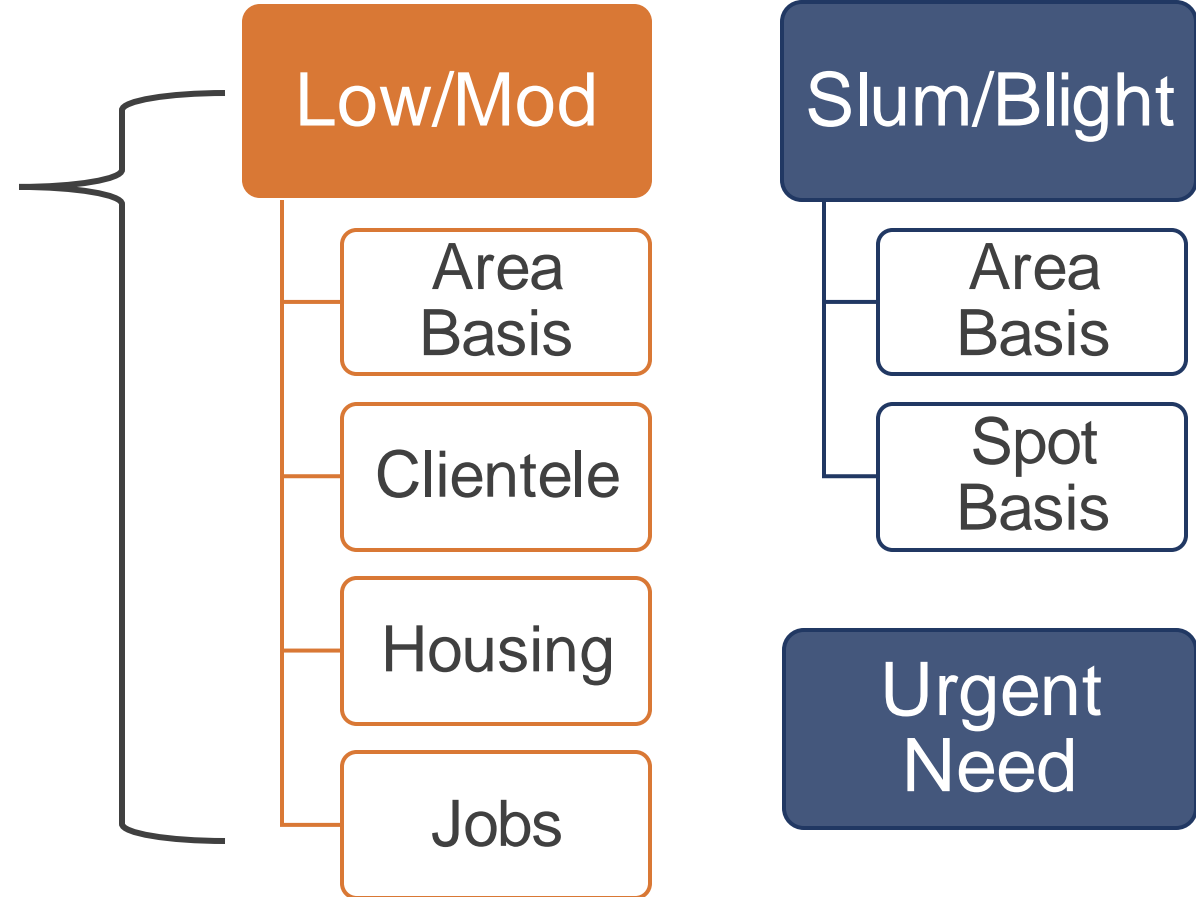 Low/Mod
Area
Basis
Clientele
Housing
Jobs
Slum/Blight
Area
Basis
Spot
Basis
Urgent
Need